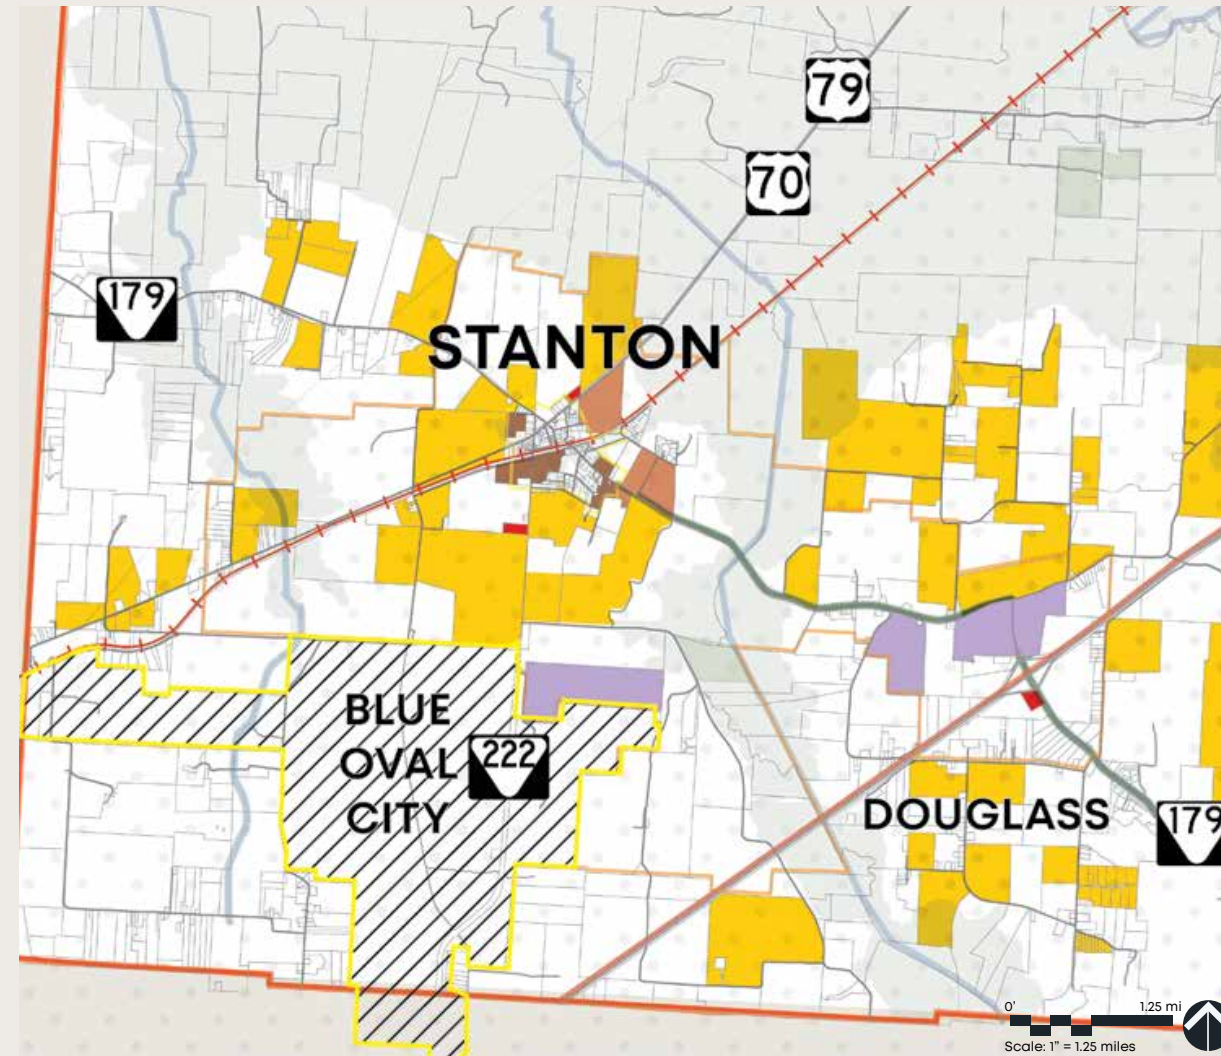 79
70
179
STANTON
BLUE
OVAL
CITY
222
DOUGLASS
179
0'
1.25 mi
Scale: 1" = 1.25 miles